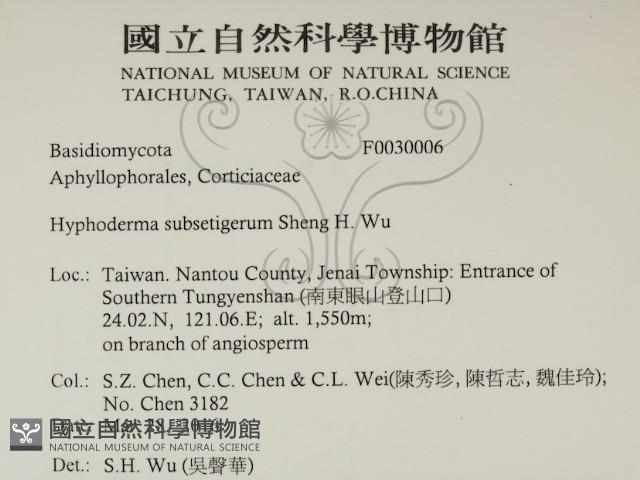 國立自然科學博物館
NATIONAL MUSEUM OF NATURAL SCIENCE
TAICHUNG, TAIWAN, R.O.CHINA
Basidiomycota F0030006
Aphyllophorales, Corticiaceae
Hyphoderma subsetigerum Sheng H. Wu
Loc.: Taiwan. Nantou County, Jenai Township: Entrance of
Southern Tungyenshan (南東眼山登山口)
24.02.N, 121.06.E; alt. 1,550m;
on branch of angiosperm
Col.: S.Z. Chen, C.C. Chen & C.L. Wei(陳秀珍, 陳哲志, 魏佳玲);
No. Chen 3182
國立自然科學博物館
NATIONAL MUSEUM OF NATURAL SCIENCE
Det.: S.H. Wu (吳聲華)